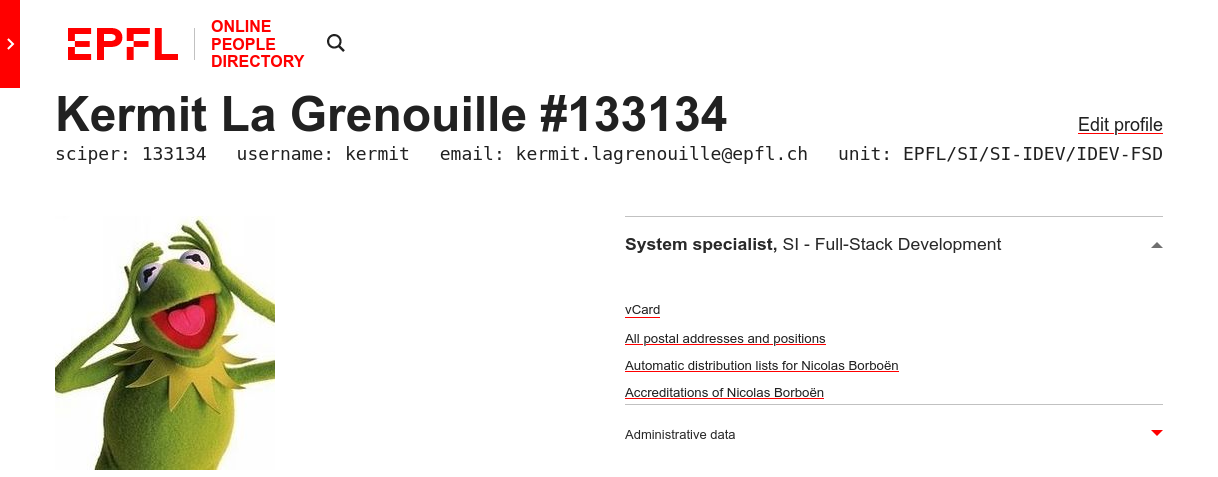 EPFL
ONLINE
PEOPLE
DIRECTORY
Kermit La Grenouille #133134
Edit profile
sciper: 133134 username: kermit email: kermit.lagrenouille@epfl.ch unit: EPFL/SI/SI-IDEV/IDEV-FSD
System specialist, SI - Full-Stack Development
vCard
All postal addresses and positions
Automatic distribution lists for Nicolas Borboën
Accreditations of Nicolas Borboën
Administrative data